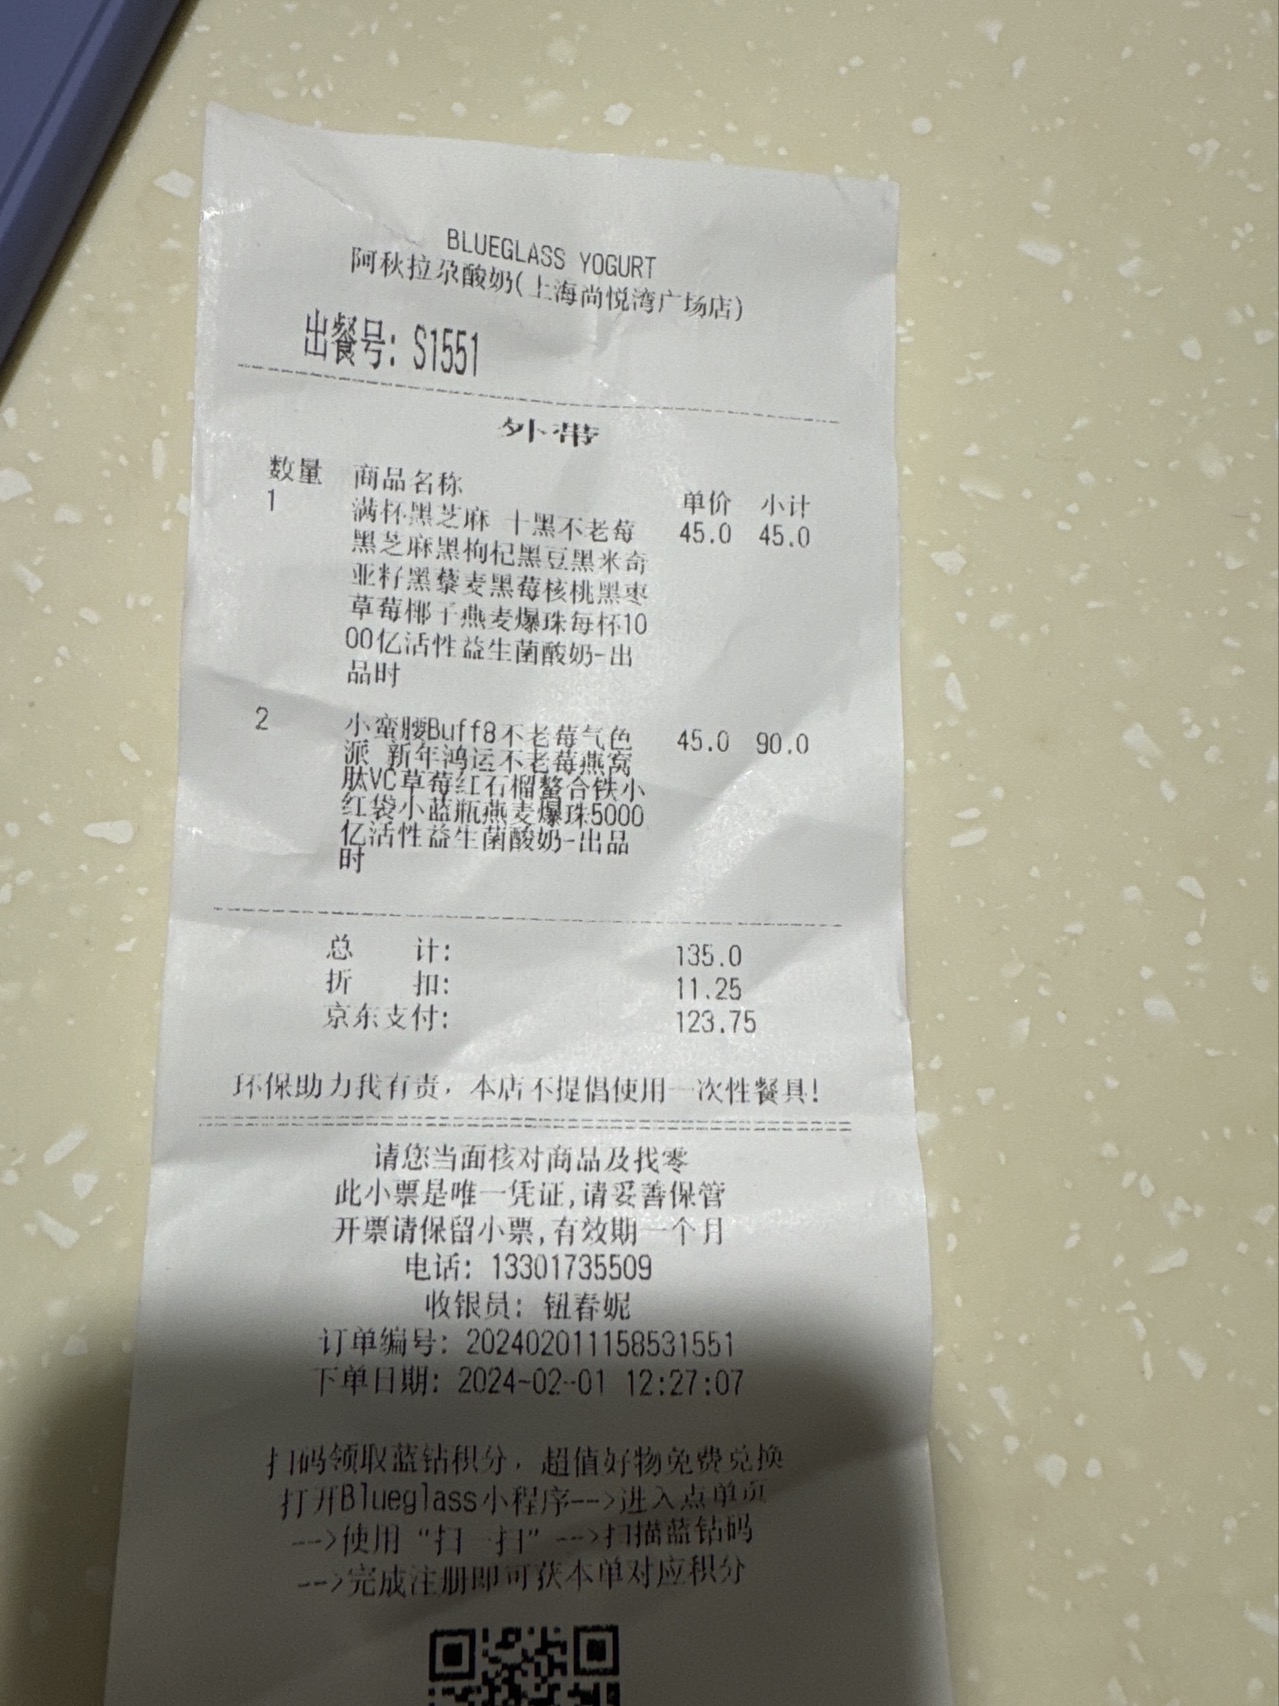 BLUEGLASS YOGURT
阿秋拉尕酸奶(上海尚悦湾广场店)
出餐号: S1551
外带
数量 商品名称 单价 小计
1 满杯黑芝麻 十黑不老莓 45.0 45.0
黑芝麻黑枸杞黑豆黑米奇
亚籽黑藜麦黑莓核桃黑枣
草莓椰子燕麦爆珠每杯10
00亿活性益生菌酸奶-出
品时
2 小蛮腰Buff8不老莓气色 45.0 90.0
派 新年鸿运不老莓燕窝
肽VC草莓红石榴螯合铁小
红袋小蓝瓶燕麦爆珠5000
亿活性益生菌酸奶-出品
时
总 计: 135.0
折 扣: 11.25
京东支付: 123.75
环保助力我有责，本店不提倡使用一次性餐具!
请您当面核对商品及找零
此小票是唯一凭证,请妥善保管
开票请保留小票,有效期一个月
电话: 13301735509
收银员: 钮春妮
订单编号: 202402011158531551
下单日期: 2024-02-01 12:27:07
扫码领取蓝钻积分，超值好物免费兑换
打开Blueglass小程序-->进入点单页
-->使用“扫一扫”-->扫描蓝钻码
-->完成注册即可获本单对应积分